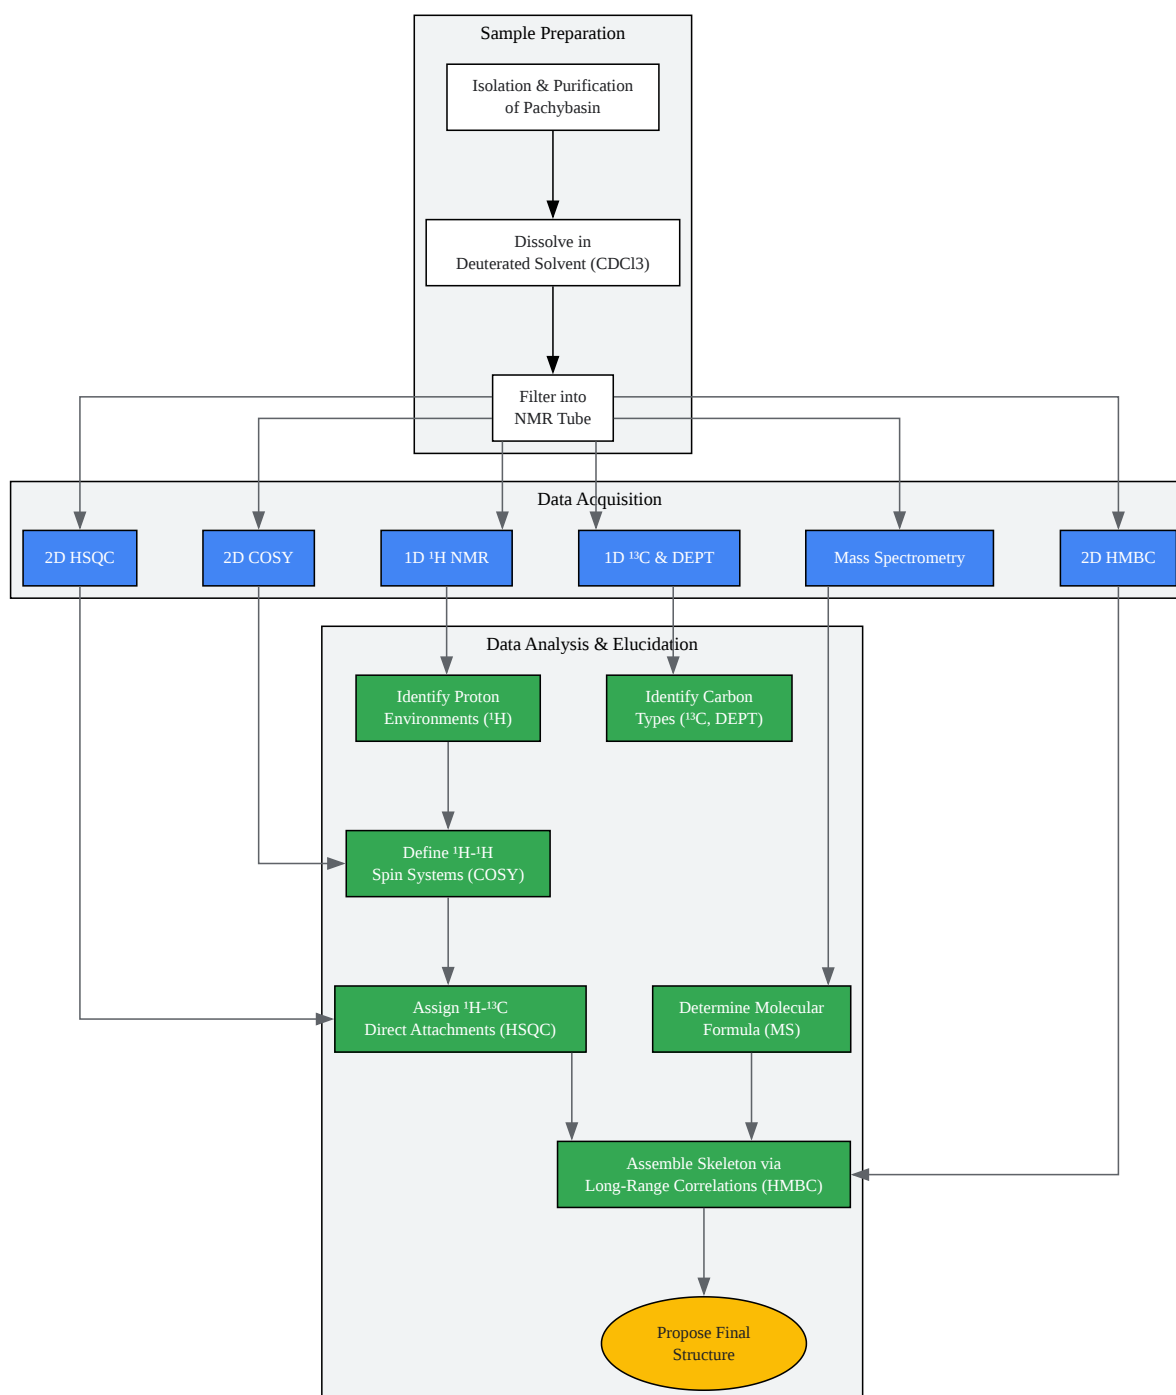 Sample Preparation
Isolation & Purification
of Pachybasin
Dissolve in
Deuterated Solvent (CDCl3)
Filter into
NMR Tube
Data Acquisition
2D HSQC
2D COSY
1D ¹H NMR
1D ¹³C & DEPT
Mass Spectrometry
2D HMBC
Data Analysis & Elucidation
Identify Proton
Environments (¹H)
Identify Carbon
Types (¹³C, DEPT)
Define ¹H-¹H
Spin Systems (COSY)
Assign ¹H-¹³C
Direct Attachments (HSQC)
Determine Molecular
Formula (MS)
Assemble Skeleton via
Long-Range Correlations (HMBC)
Propose Final
Structure